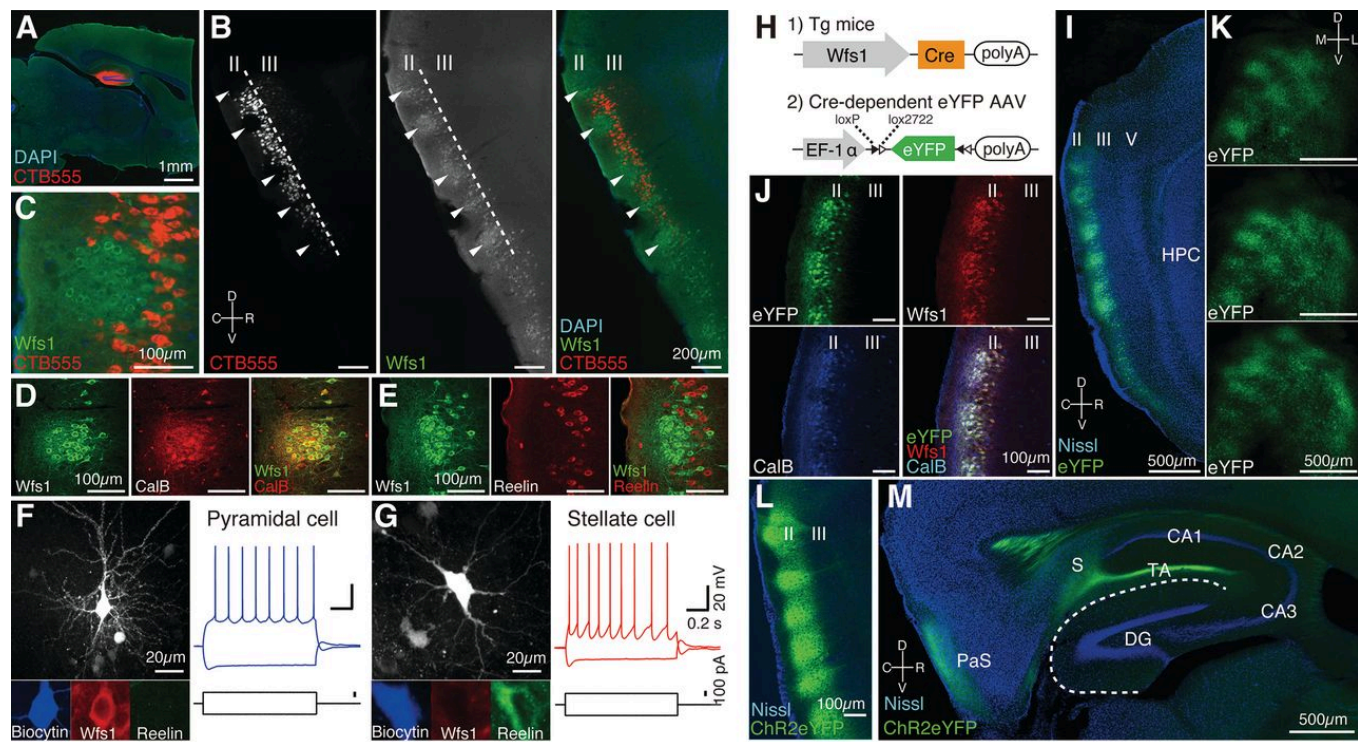 A
DAPI
CTB555
1mm
B
II III
D
C R
V
CTB555
II III
Wfs1
II III
DAPI
Wfs1
CTB555
200µm
C
Wfs1
CTB555
100µm
D
Wfs1
100µm
CalB
Wfs1
CalB
E
Wfs1
100µm
Reelin
Wfs1
Reelin
F
20µm
Biocytin
Wfs1
Reelin
Pyramidal cell
G
20µm
Biocytin
Wfs1
Reelin
Stellate cell
20 mV
0.2 s
100 pA
H
1) Tg mice
Wfs1
Cre
polyA
2) Cre-dependent eYFP AAV
loxP
lox2722
EF-1 α
eYFP
polyA
I
II III V
HPC
D
C R
V
Nissl
eYFP
500µm
J
II III
eYFP
II III
Wfs1
II III
CalB
II III
eYFP
Wfs1
CalB
100µm
K
D
M L
V
eYFP
eYFP
eYFP
500µm
L
II III
100µm
Nissl
ChR2eYFP
M
CA1
CA2
S
TA
CA3
DG
PaS
D
C R
V
Nissl
ChR2eYFP
500µm